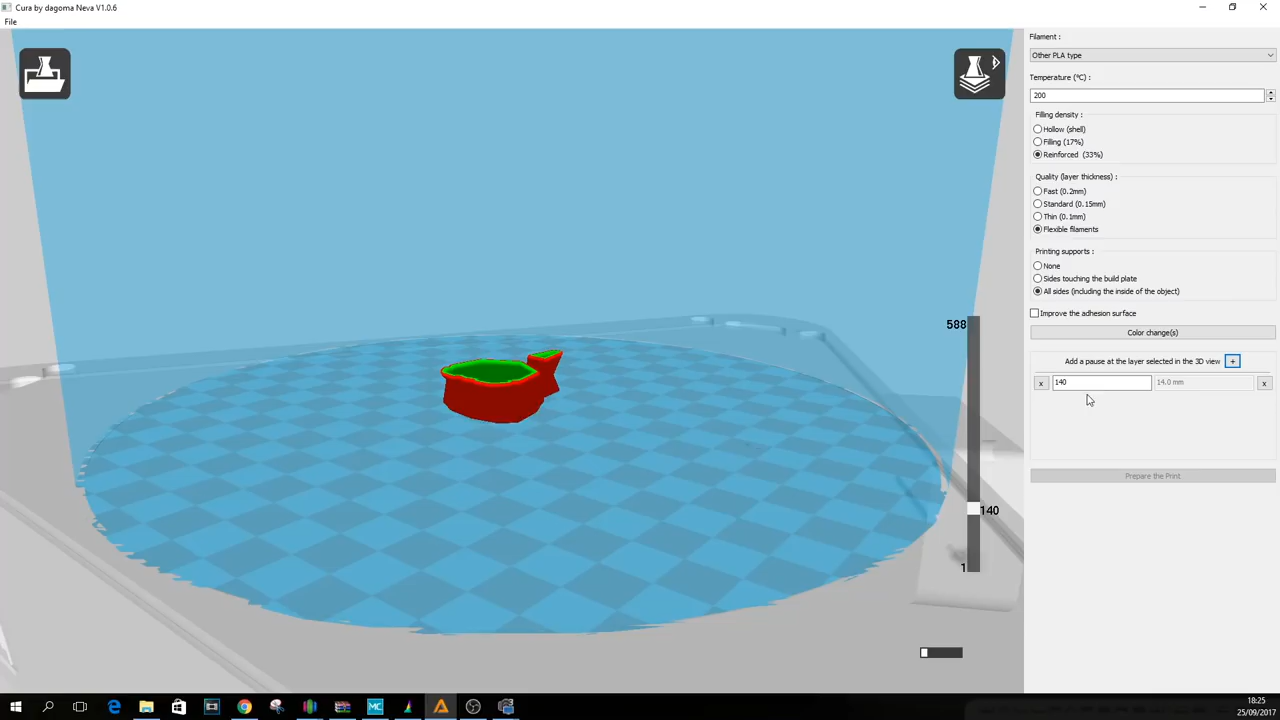 Cura by dagoma Neva V1.0.6
File
Filament :
Other PLA type
Temperature (°C) :
200
Filling density :
Hollow (shell)
Filling (17%)
Reinforced (33%)
Quality (layer thickness) :
Fast (0.2mm)
Standard (0.15mm)
Thin (0.1mm)
Flexible filaments
Printing supports :
None
Sides touching the build plate
All sides (including the inside of the object)
Improve the adhesion surface
Color change(s)
Add a pause at the layer selected in the 3D view +
x 140 14.0 mm x
Prepare the Print
588
140
1
18:25
25/09/2017